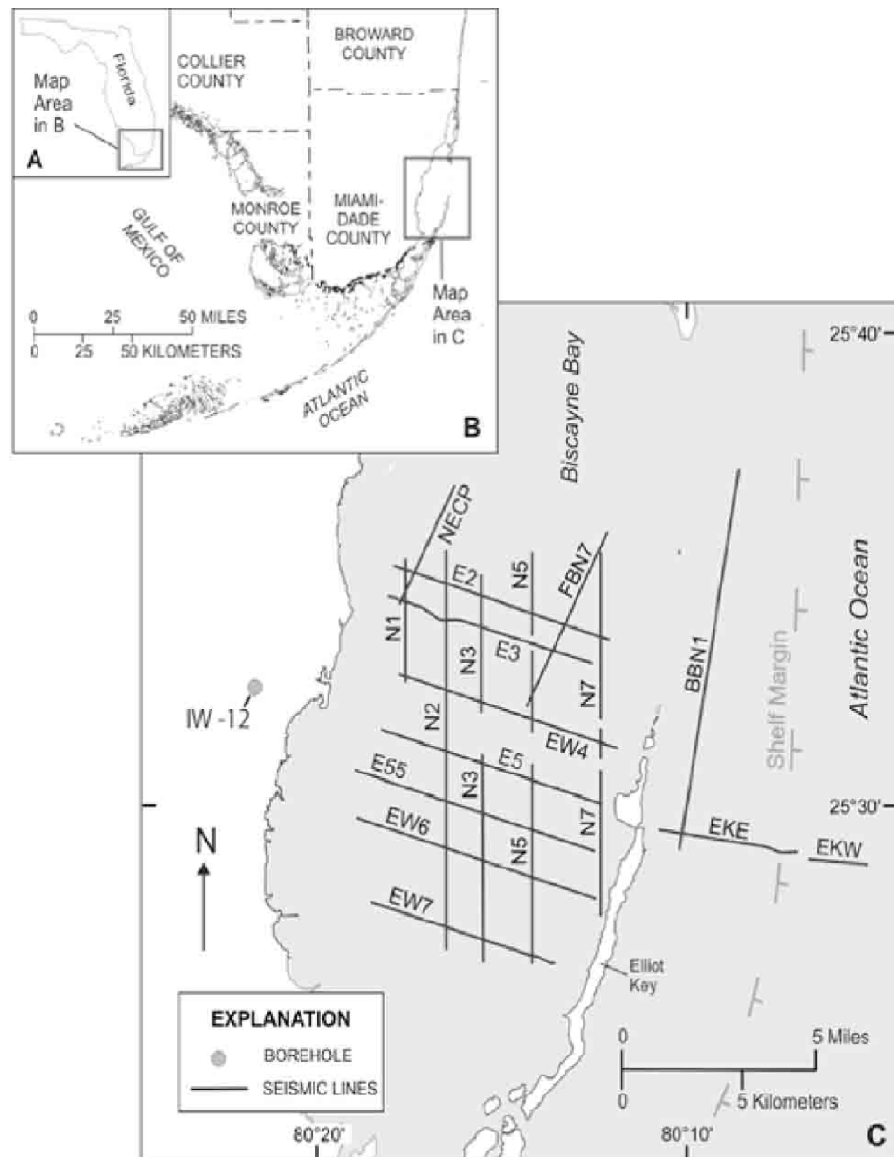 Florida
Map
Area
in B
A
COLLIER
COUNTY
BROWARD
COUNTY
MONROE
COUNTY
MIAMI-
DADE
COUNTY
GULF OF
MEXICO
Map
Area
in C
0 25 50 MILES
0 25 50 KILOMETERS
ATLANTIC
OCEAN
B
Biscayne Bay
25°40'
NECP
E2
N5
FBN7
N1
N3
E3
N7
BBN1
Shelf Margin
Atlantic Ocean
IW -12
N2
EW4
E5
N3
E55
N7
25°30'
EW6
N5
EKE
EKW
N
EW7
Elliot
Key
EXPLANATION
BOREHOLE
SEISMIC LINES
0 5 Miles
0 5 Kilometers
80°20'
80°10'
C